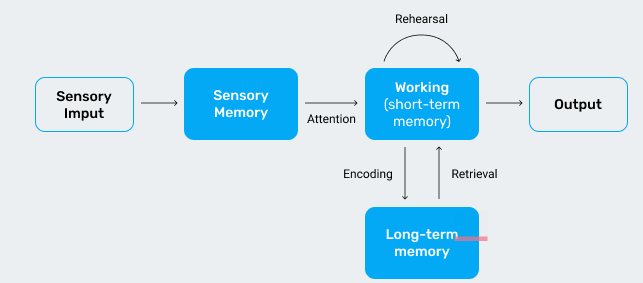 Rehearsal
Sensory
Imput
Sensory
Memory
Attention
Working
(short-term
memory)
Output
Encoding
Retrieval
Long-term
memory